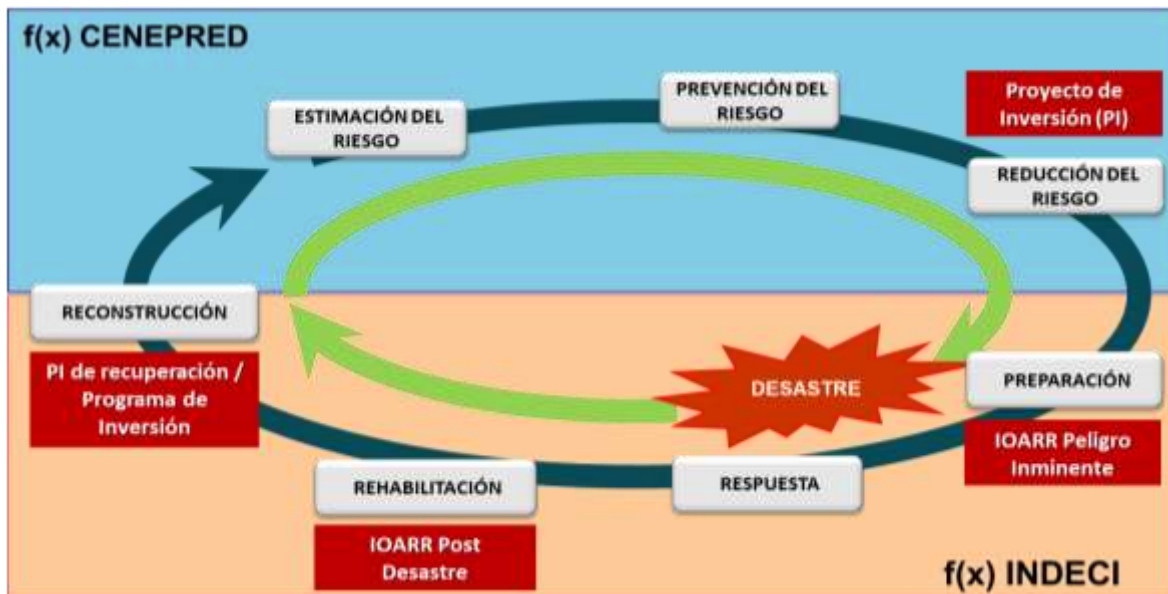 f(x) CENEPRED
PREVENCIÓN DEL
RIESGO
Proyecto de
Inversión (PI)
ESTIMACIÓN DEL
RIESGO
REDUCCIÓN DEL
RIESGO
RECONSTRUCCIÓN
PI de recuperación /
Programa de
Inversión
DESASTRE
PREPARACIÓN
IOARR Peligro
Inminente
REHABILITACIÓN
RESPUESTA
IOARR Post
Desastre
f(x) INDECI